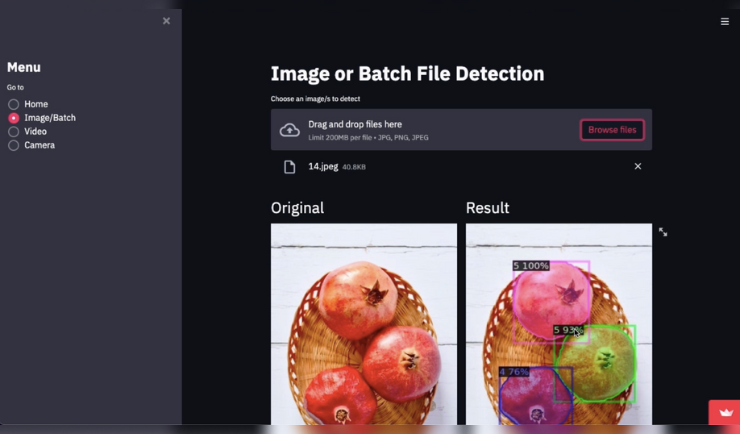 Menu
Go to
Home
Image/Batch
Video
Camera
Image or Batch File Detection
Choose an image/s to detect
Drag and drop files here
Limit 200MB per file • JPG, PNG, JPEG
Browse files
14.jpeg 40.8KB
Original
Result
5 100%
5 93%
4 76%